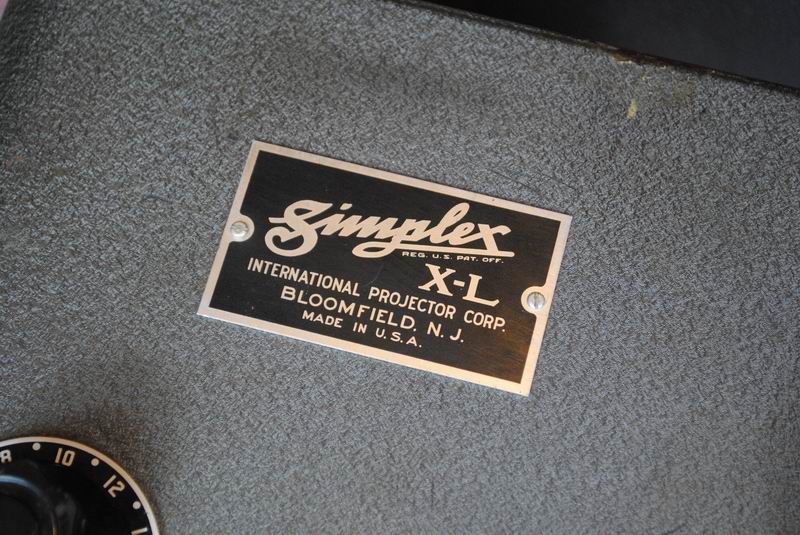 Simplex
REG. U.S. PAT. OFF.
X-L
INTERNATIONAL PROJECTOR CORP.
BLOOMFIELD, N. J.
MADE IN U.S.A.
10
12